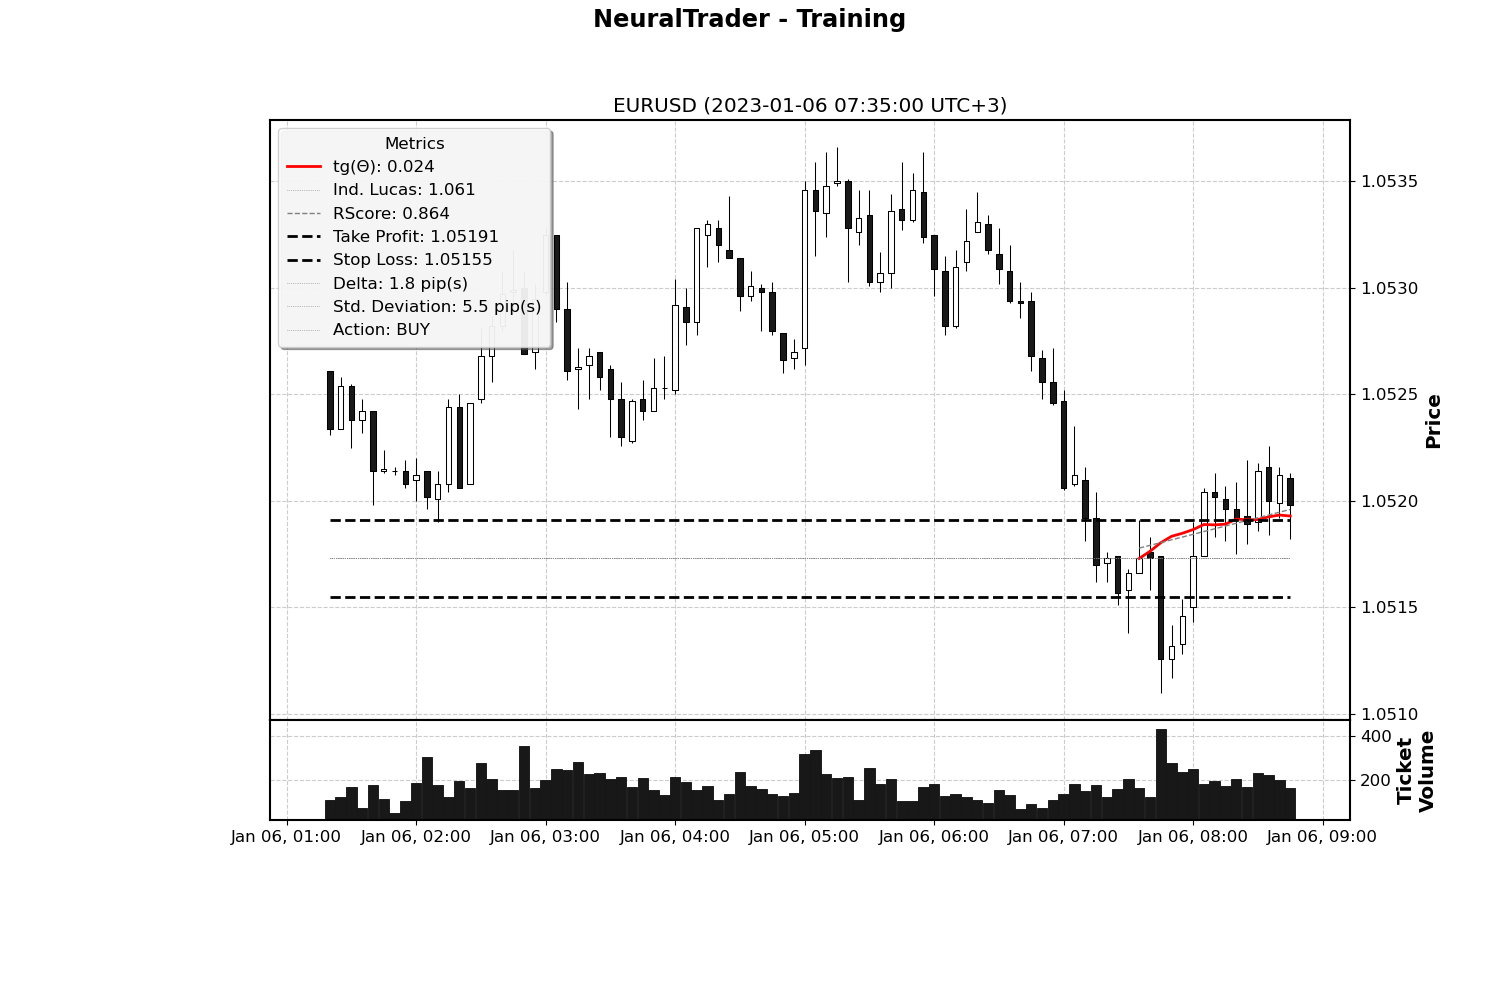 NeuralTrader - Training
EURUSD (2023-01-06 07:35:00 UTC+3)
Metrics
tg(Θ): 0.024
Ind. Lucas: 1.061
RScore: 0.864
Take Profit: 1.05191
Stop Loss: 1.05155
Delta: 1.8 pip(s)
Std. Deviation: 5.5 pip(s)
Action: BUY
1.0535
1.0530
1.0525
1.0520
1.0515
1.0510
Price
400
200
Ticket
Volume
Jan 06, 01:00 Jan 06, 02:00 Jan 06, 03:00 Jan 06, 04:00 Jan 06, 05:00 Jan 06, 06:00 Jan 06, 07:00 Jan 06, 08:00 Jan 06, 09:00